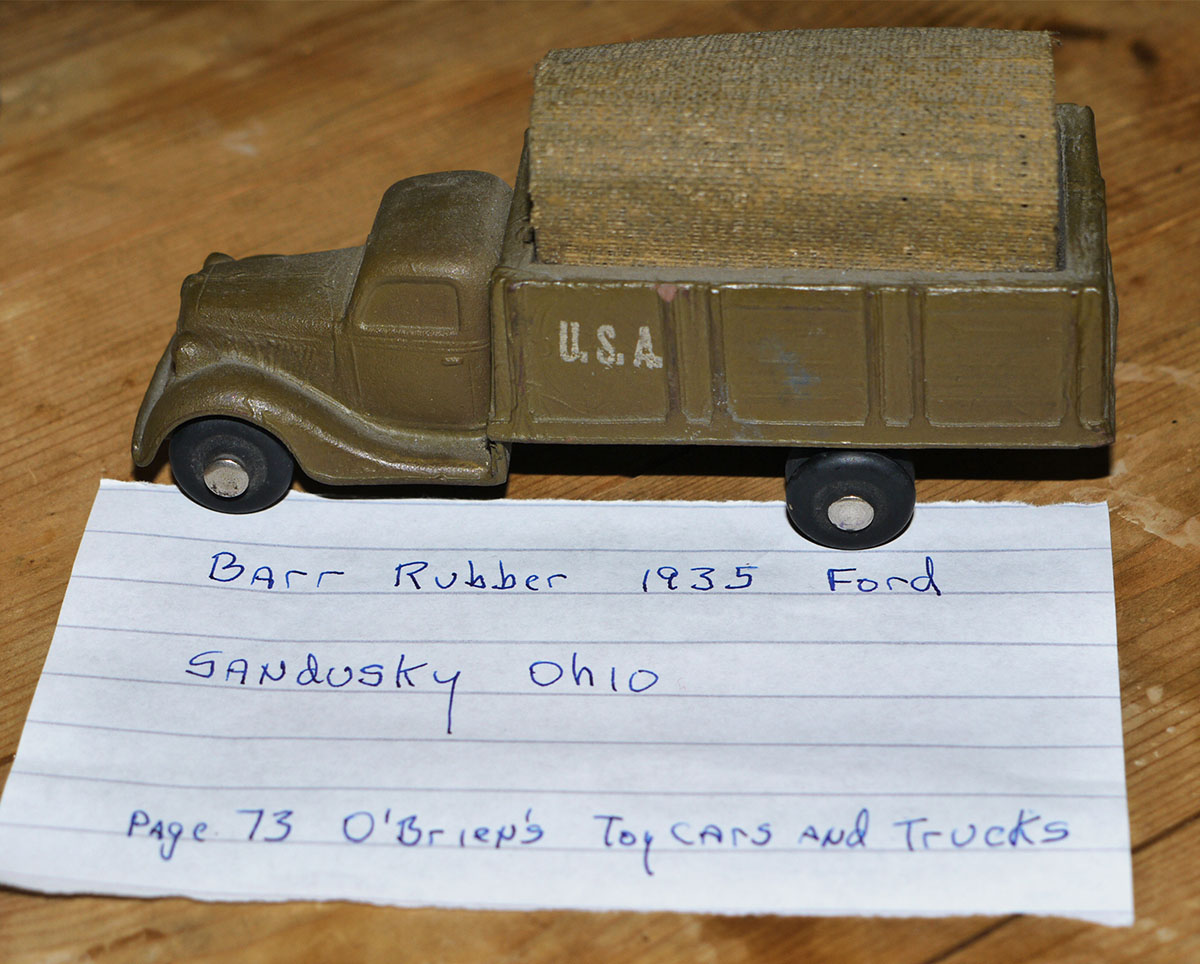 U.S.A.
Barr Rubber 1935 Ford
Sandusky Ohio
Page 73 O'Brien's Toy Cars and Trucks